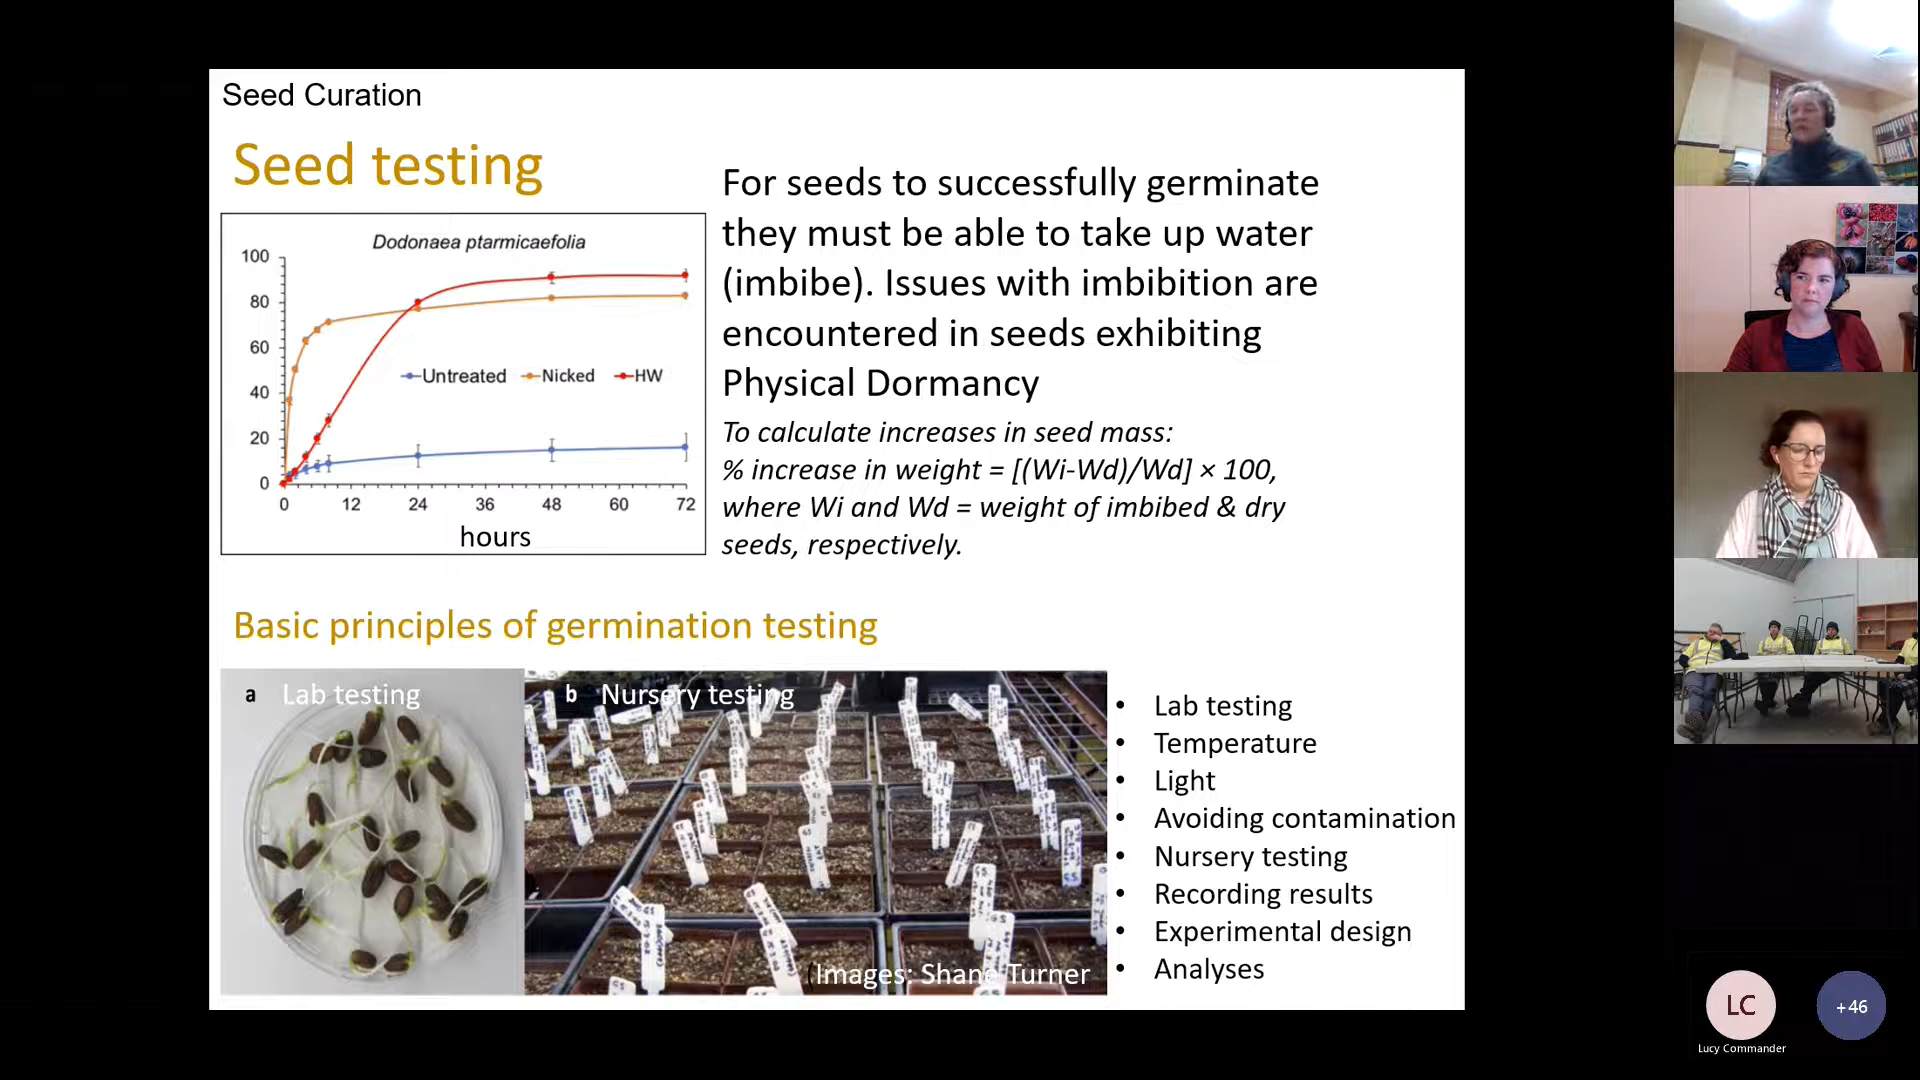 Seed Curation
Seed testing
Dodonaea ptarmicaefolia
100
80
60
40
20
0
Untreated Nicked HW
0 12 24 36 48 60 72
hours
For seeds to successfully germinate
they must be able to take up water
(imbibe). Issues with imbibition are
encountered in seeds exhibiting
Physical Dormancy
To calculate increases in seed mass:
% increase in weight = [(Wi-Wd)/Wd] × 100,
where Wi and Wd = weight of imbibed & dry
seeds, respectively.
Basic principles of germination testing
a Lab testing
b Nursery testing
(Images: Shane Turner
• Lab testing
• Temperature
• Light
• Avoiding contamination
• Nursery testing
• Recording results
• Experimental design
• Analyses
LC
+46
Lucy Commander